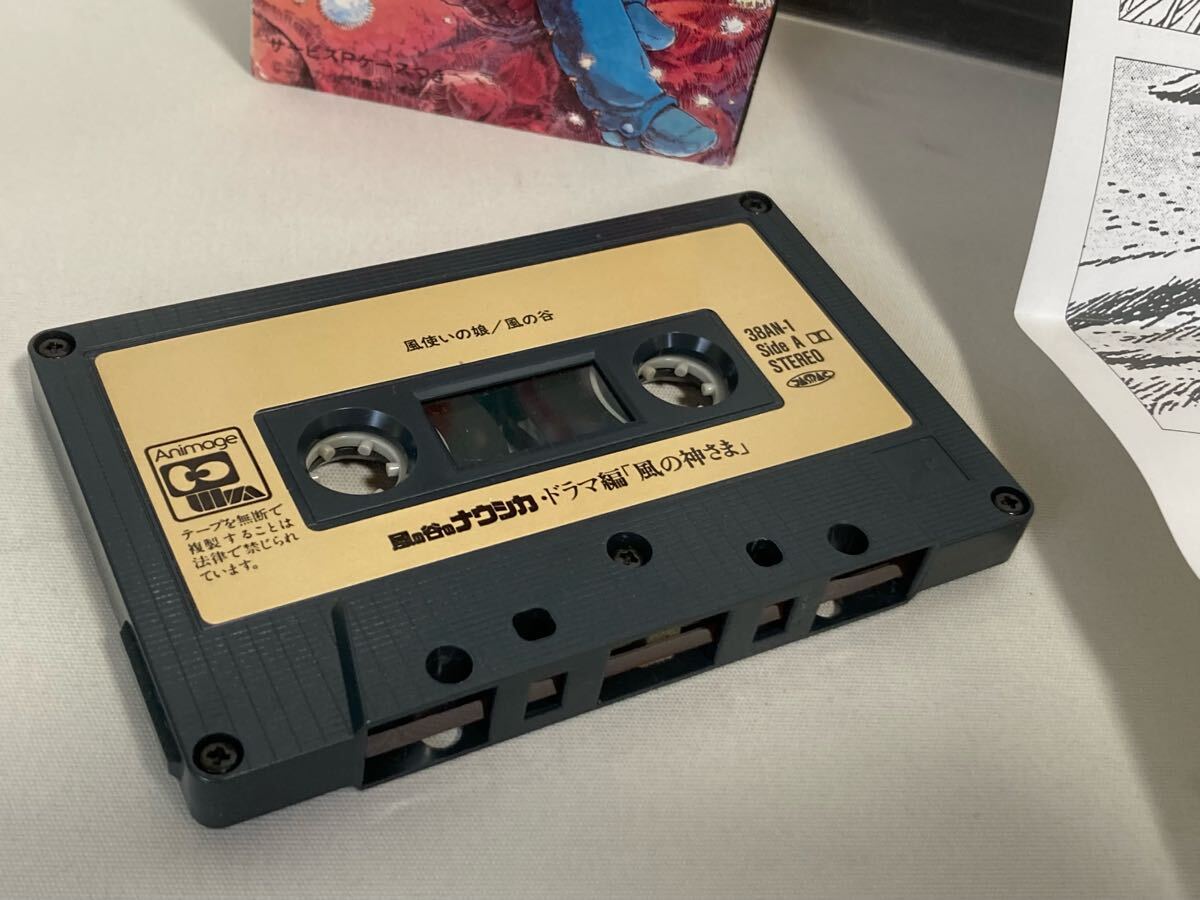 サービスPケースつき
風使いの娘/風の谷
38AN-1
Side A
STEREO
Animage
テープを無断で
複製することは
法律で禁じられ
ています。
風の谷のナウシカ・ドラマ編「風の神さま」